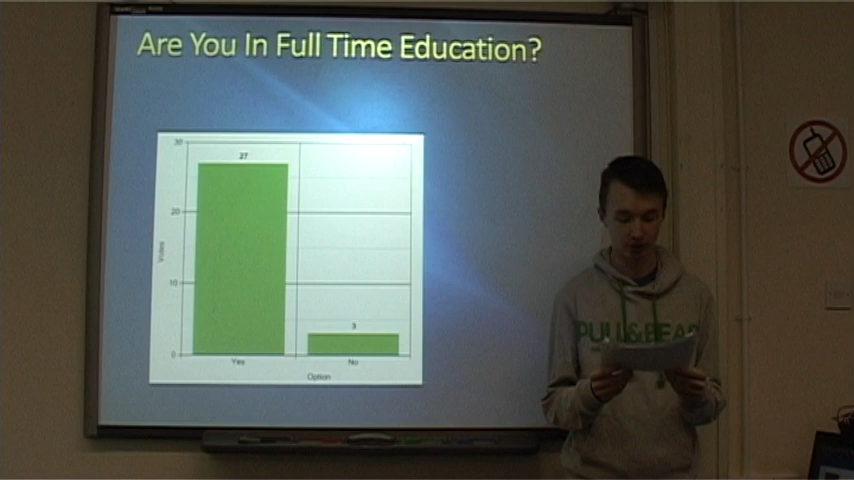 Are You In Full Time Education?
30
27
20
Votes
10
3
0
Yes
No
Option
PULL&BEAR